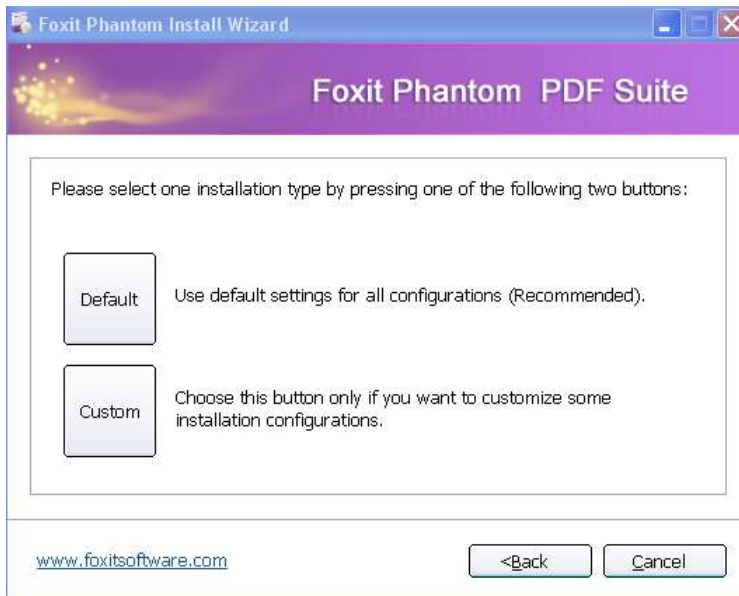 Foxit Phantom Install Wizard
Foxit Phantom PDF Suite
Please select one installation type by pressing one of the following two buttons:
Default
Use default settings for all configurations (Recommended).
Custom
Choose this button only if you want to customize some
installation configurations.
www.foxitsoftware.com
<Back
Cancel